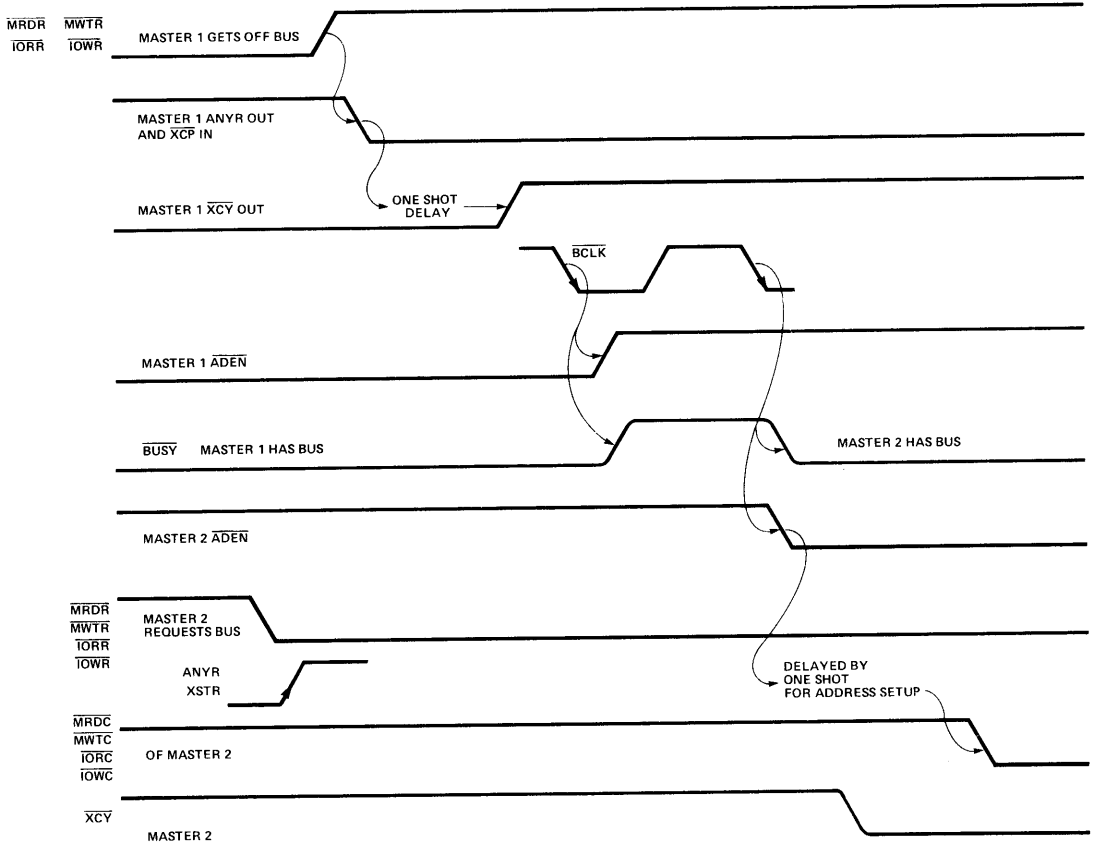 MRDR MWTR
IORR IOWR
MASTER 1 GETS OFF BUS
MASTER 1 ANYR OUT
AND XCP IN
ONE SHOT
DELAY
MASTER 1 XCY OUT
BCLK
MASTER 1 ADEN
BUSY MASTER 1 HAS BUS
MASTER 2 HAS BUS
MASTER 2 ADEN
MRDR
MWTR
IORR
IOWR
MASTER 2
REQUESTS BUS
ANYR
XSTR
DELAYED BY
ONE SHOT
FOR ADDRESS SETUP
MRDC
MWTC
IORC
IOWC
OF MASTER 2
XCY
MASTER 2